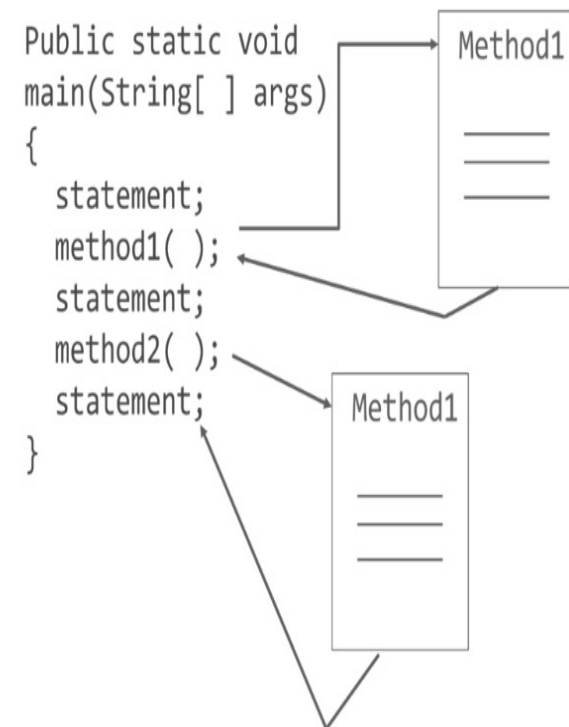 Public static void
main(String[ ] args)
{
statement;
method1( );
statement;
method2( );
statement;
}
Method1
Method1